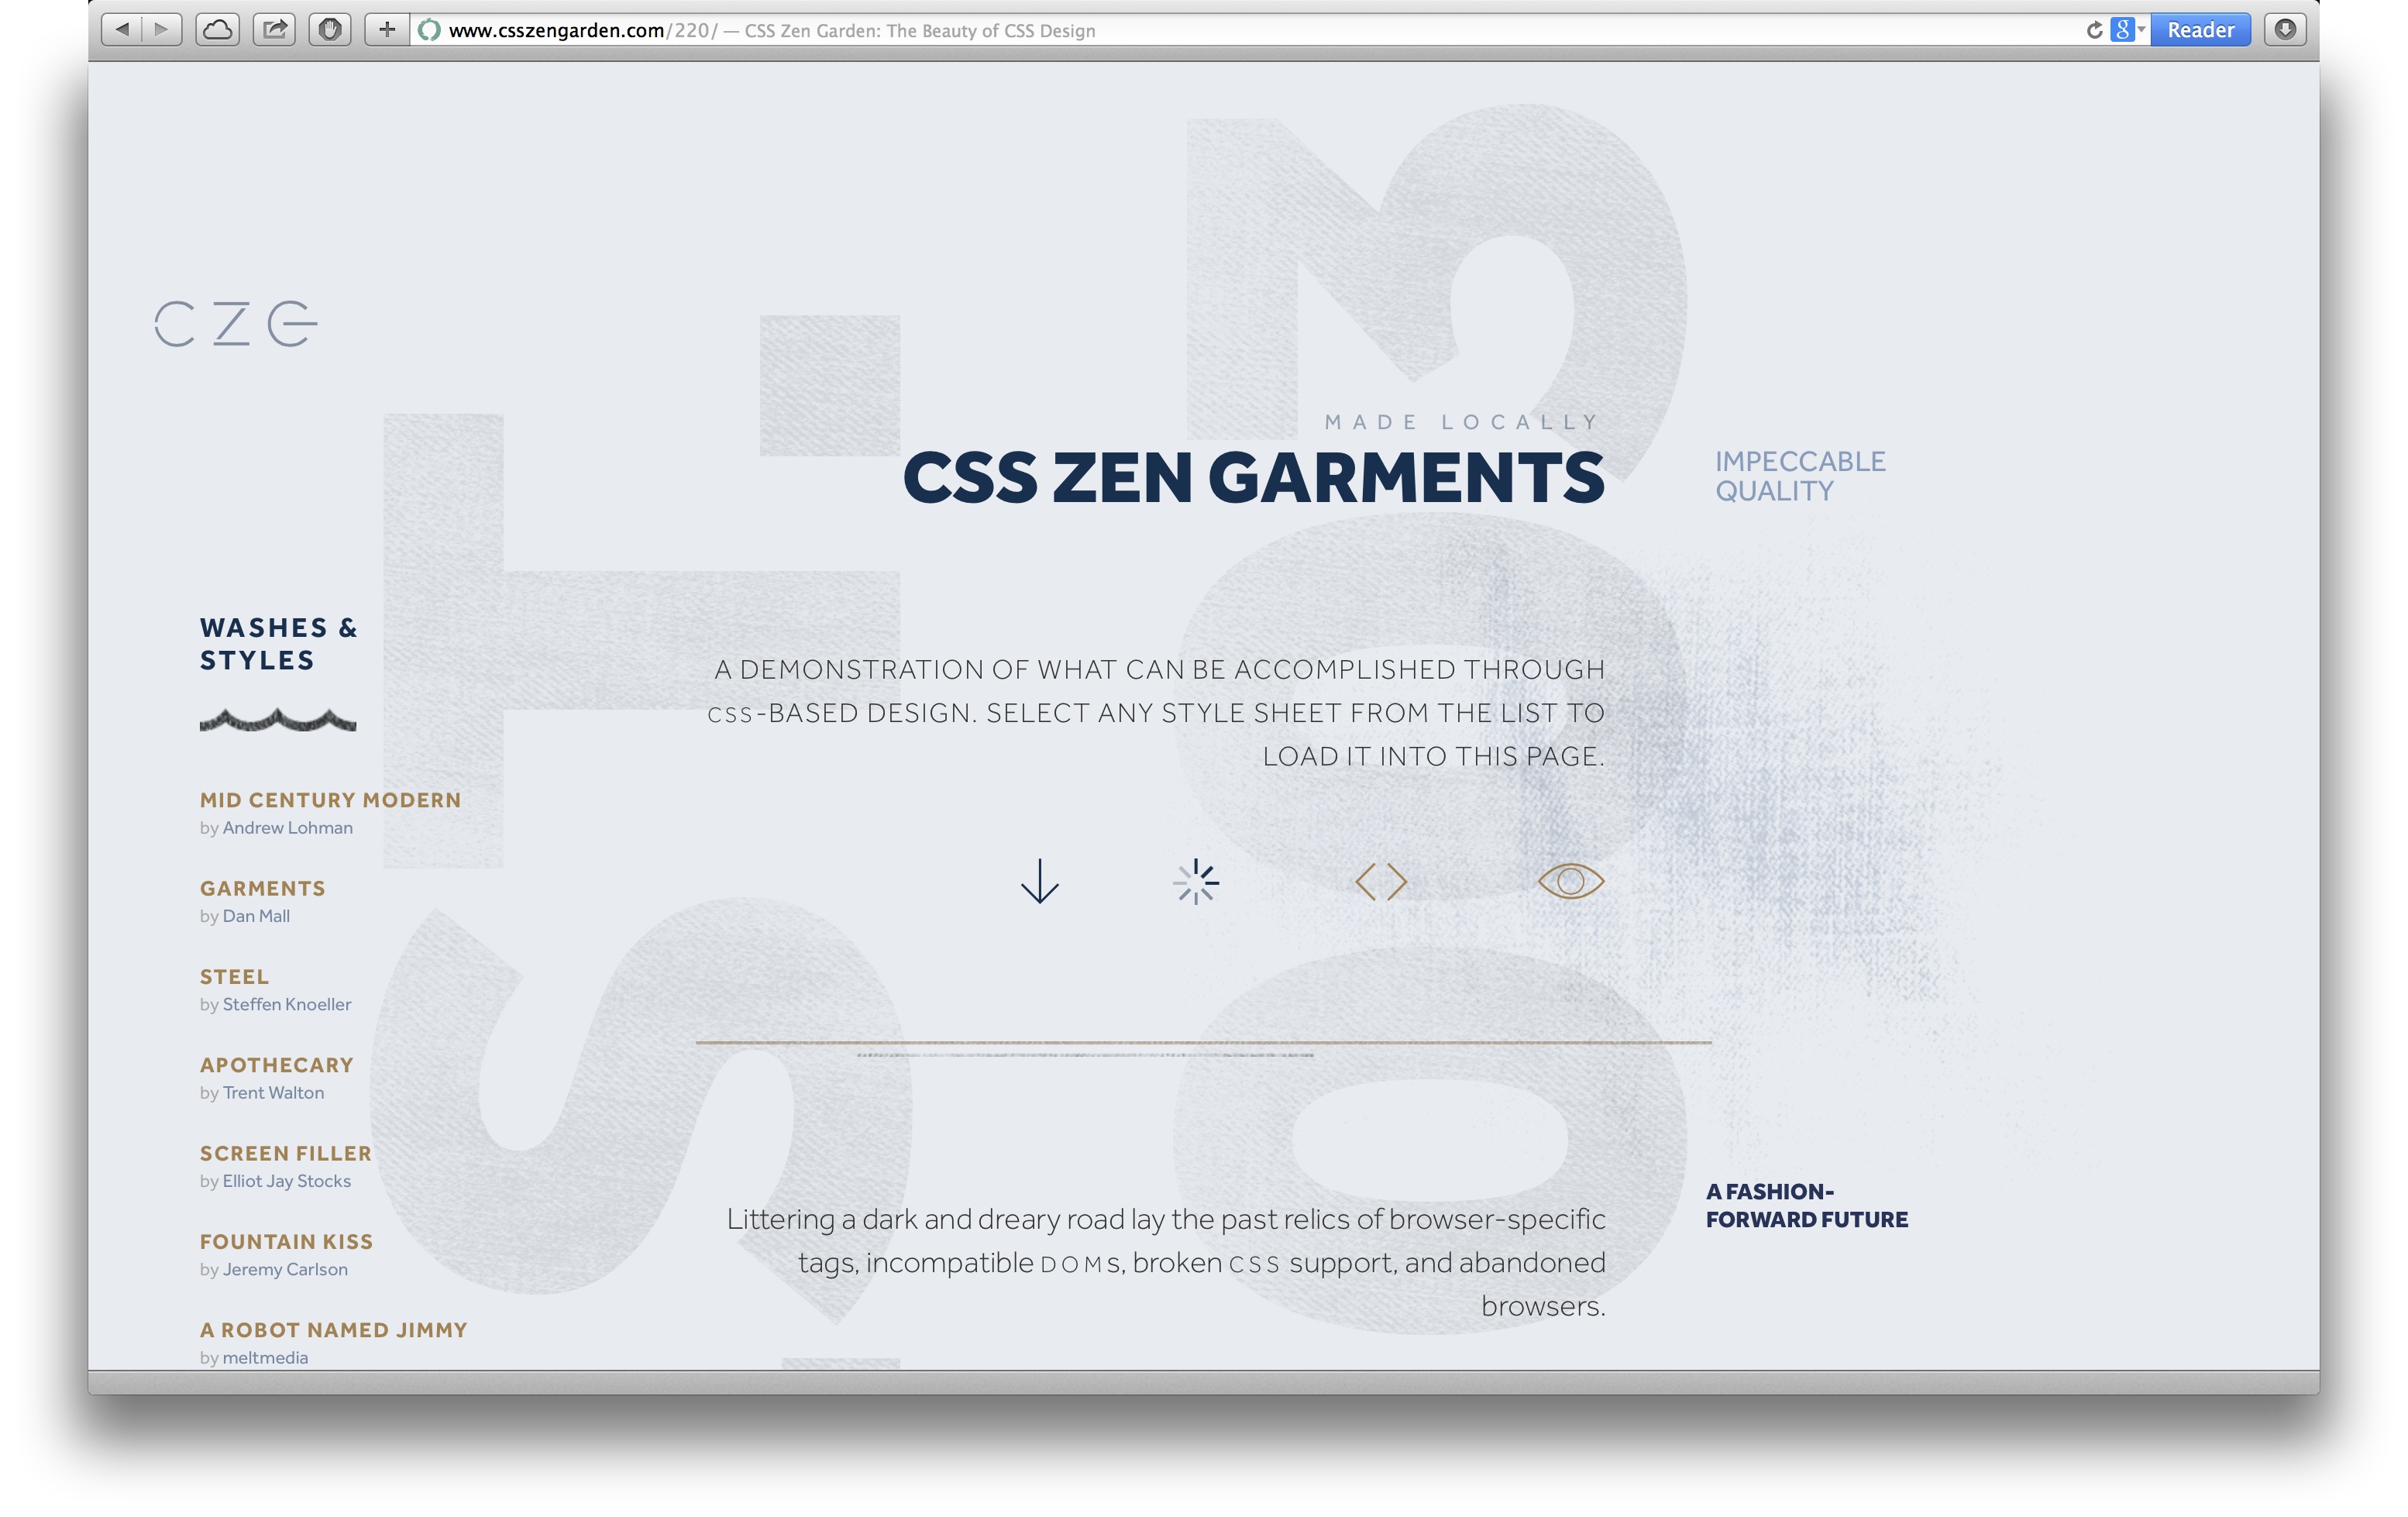 www.csszengarden.com/220/ — CSS Zen Garden: The Beauty of CSS Design
Reader
CZG
MADE LOCALLY
CSS ZEN GARMENTS
IMPECCABLE
QUALITY
WASHES &
STYLES
MID CENTURY MODERN
by Andrew Lohman
GARMENTS
by Dan Mall
STEEL
by Steffen Knoeller
APOTHECARY
by Trent Walton
SCREEN FILLER
by Elliot Jay Stocks
FOUNTAIN KISS
by Jeremy Carlson
A ROBOT NAMED JIMMY
by meltmedia
A DEMONSTRATION OF WHAT CAN BE ACCOMPLISHED THROUGH
CSS-BASED DESIGN. SELECT ANY STYLE SHEET FROM THE LIST TO
LOAD IT INTO THIS PAGE.
Littering a dark and dreary road lay the past relics of browser-specific
tags, incompatible DOMs, broken CSS support, and abandoned
browsers.
A FASHION-
FORWARD FUTURE
ST.
2003